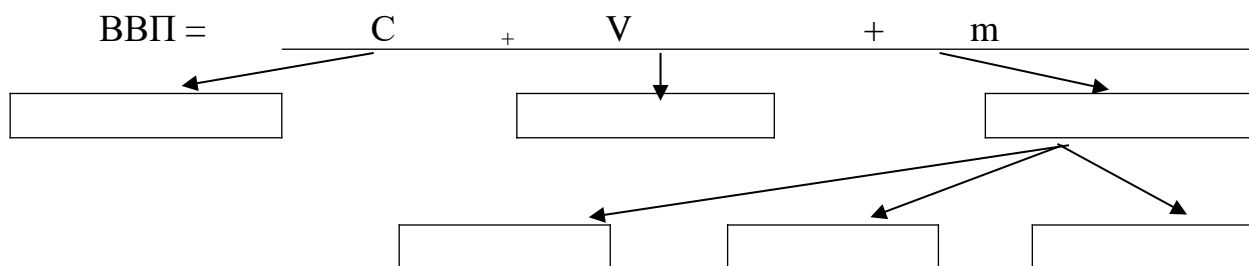 ВВП = С + V + m